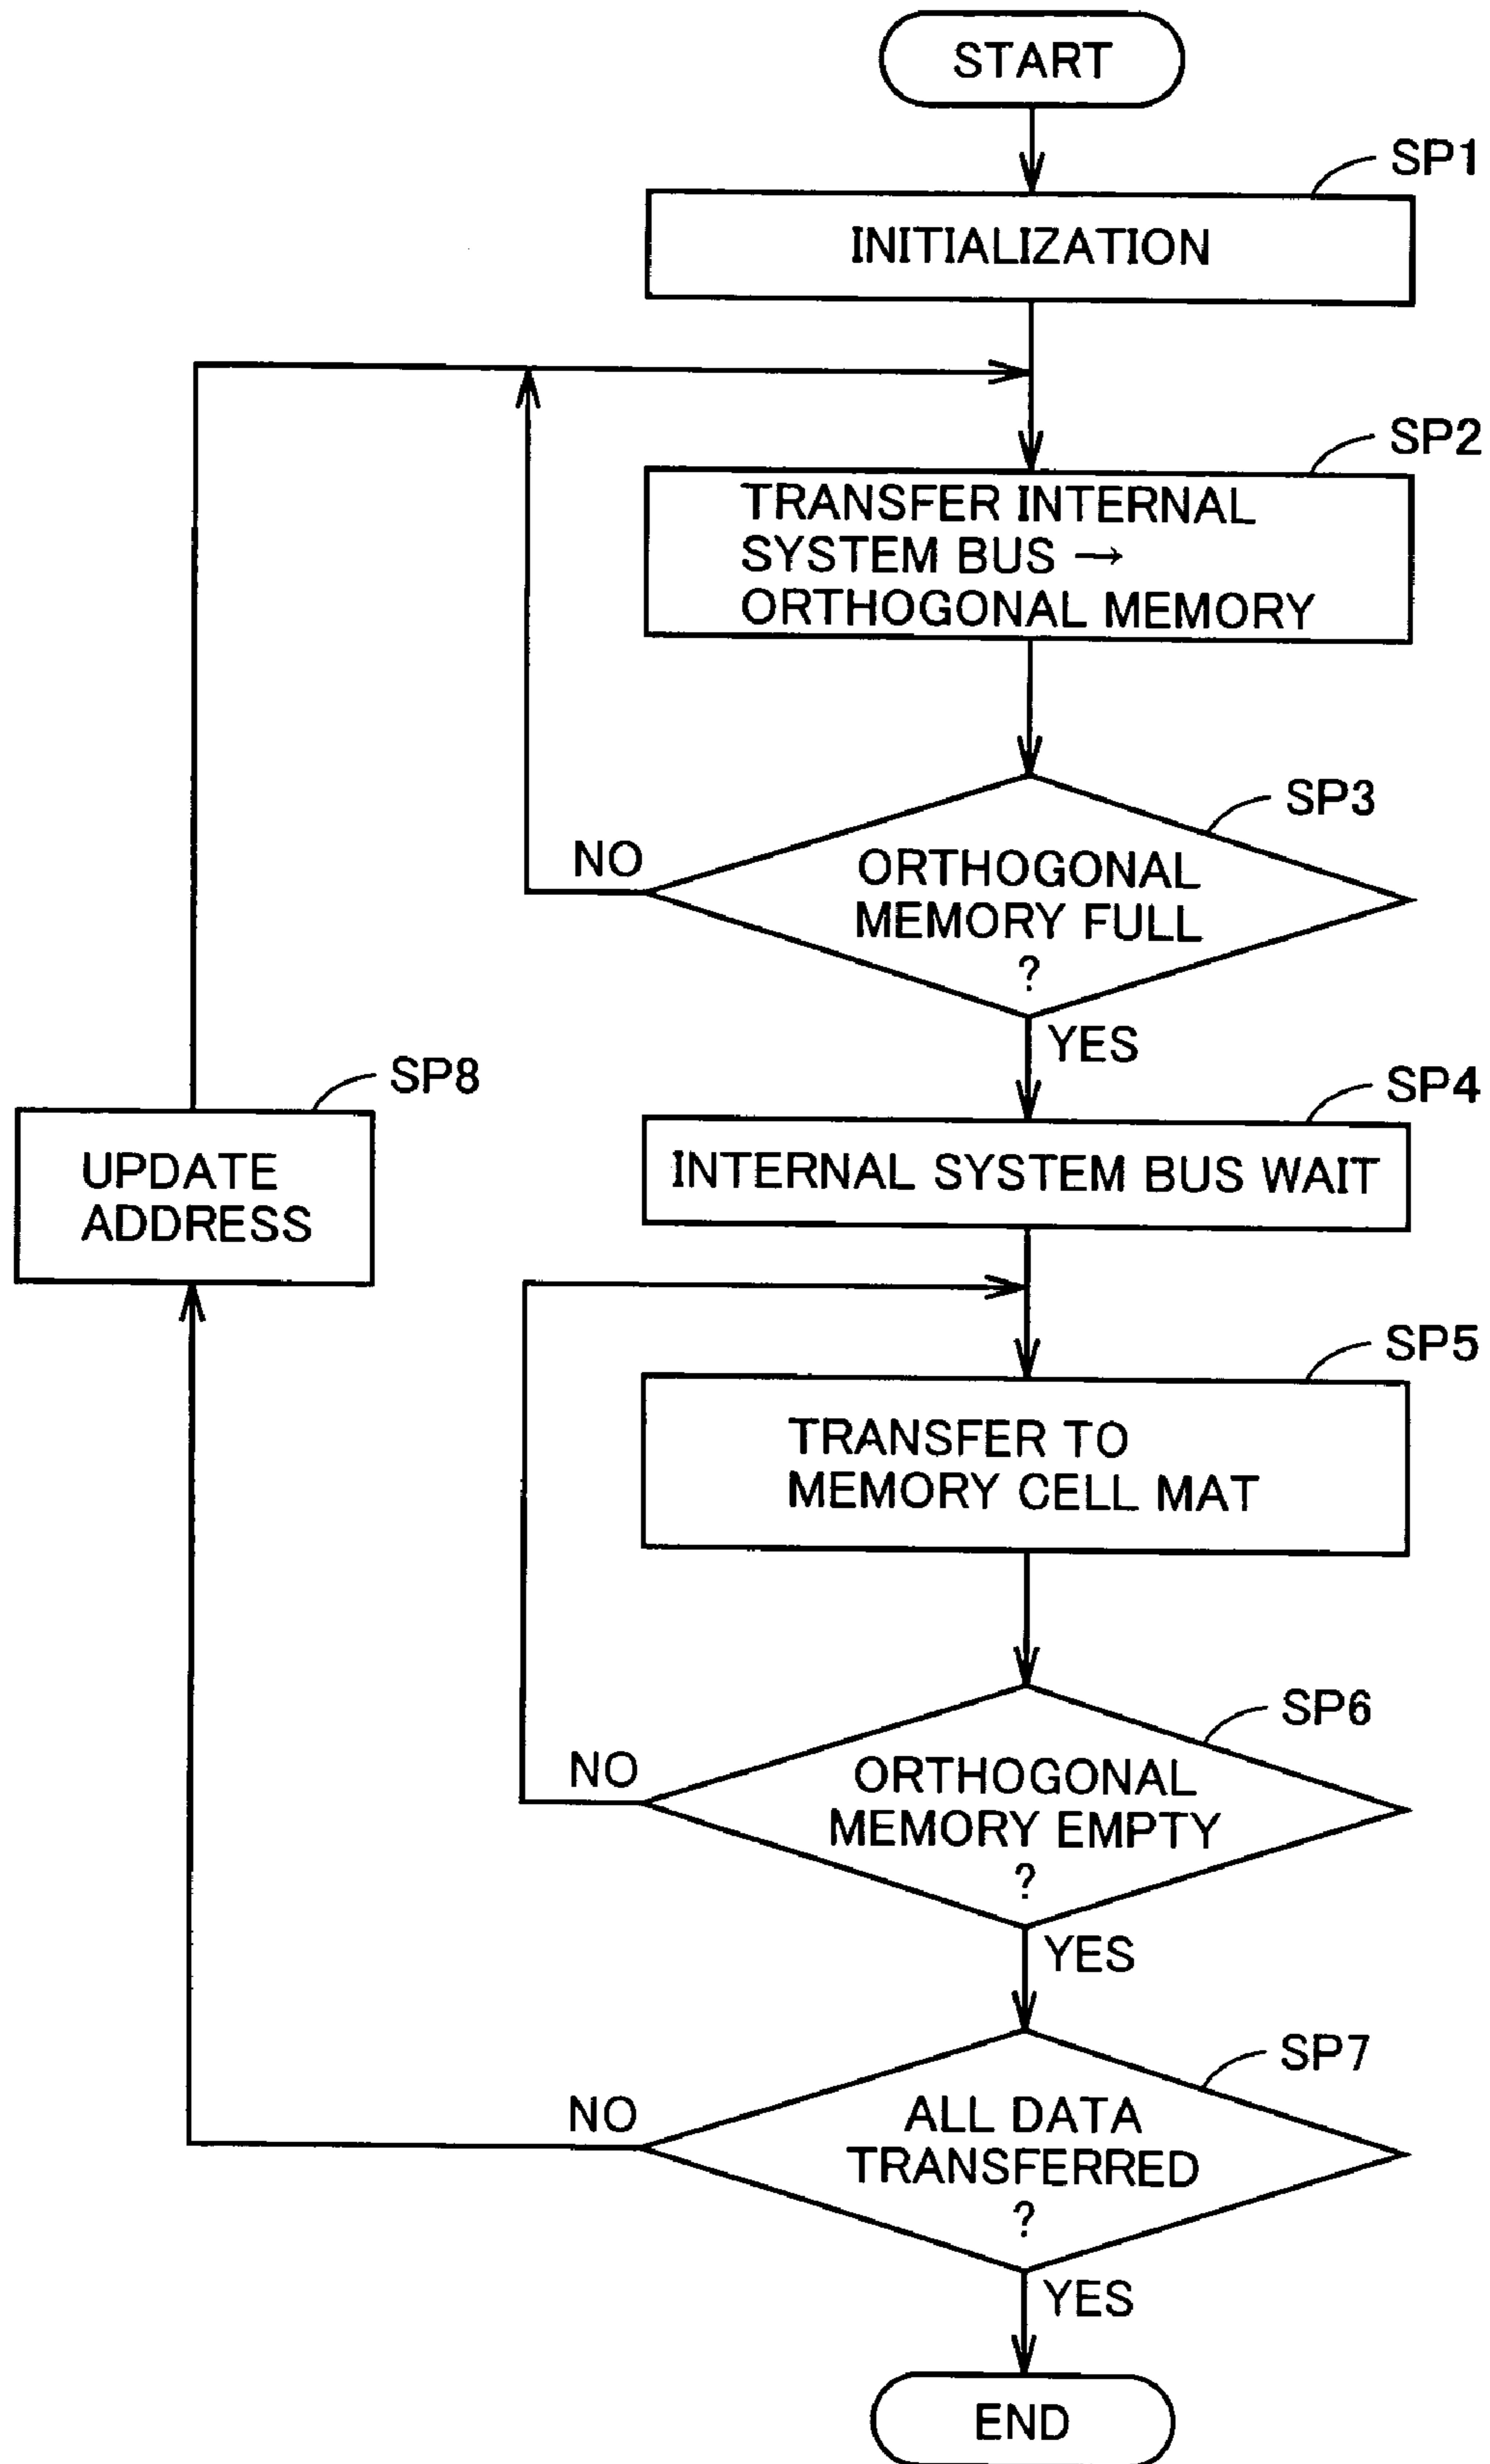 START
SP1
INITIALIZATION
SP2
TRANSFER INTERNAL
SYSTEM BUS →
ORTHOGONAL MEMORY
SP3
NO
ORTHOGONAL
MEMORY FULL
?
YES
SP8
SP4
UPDATE
ADDRESS
INTERNAL SYSTEM BUS WAIT
SP5
TRANSFER TO
MEMORY CELL MAT
SP6
NO
ORTHOGONAL
MEMORY EMPTY
?
YES
SP7
NO
ALL DATA
TRANSFERRED
?
YES
END